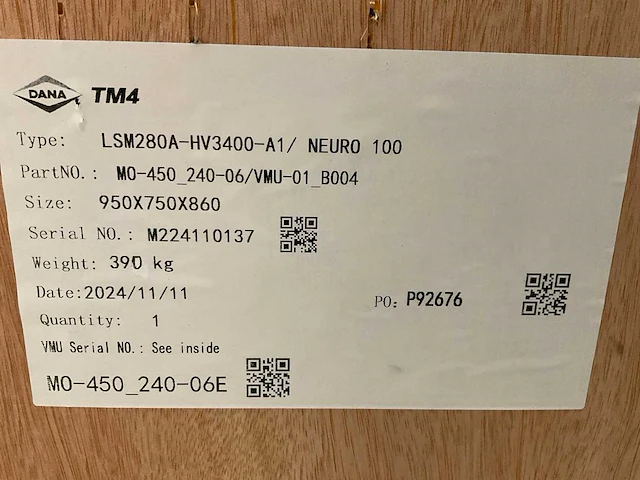 DANA TM4
Type: LSM280A-HV3400-A1/ NEURO 100
PartNO.: MO-450_240-06/VMU-01_B004
Size: 950X750X860
Serial NO.: M224110137
Weight: 390 kg
Date:2024/11/11
PO: P92676
Quantity: 1
VMU Serial NO.: See inside
MO-450_240-06E